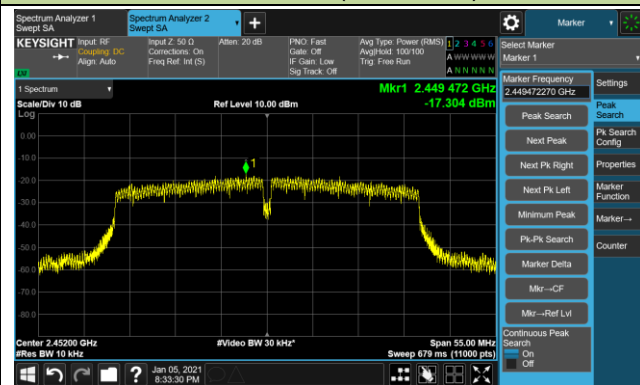 Spectrum Analyzer 1
Swept SA
Spectrum Analyzer 2
Swept SA
+
Marker
KEYSIGHT
Input: RF
Coupling: DC
Align: Auto
Input Z: 50 Ω
Corrections: On
Freq Ref: Int (S)
Atten: 20 dB
PNO: Fast
Gate: Off
IF Gain: Low
Sig Track: Off
Avg Type: Power (RMS)
Avg|Hold: 100/100
Trig: Free Run
1 2 3 4 5 6
A W W W W W
A N N N N N
LXI
Select Marker
Marker 1
1 Spectrum
Scale/Div 10 dB
Log
Ref Level 10.00 dBm
Mkr1 2.449 472 GHz
-17.304 dBm
0.00
-10.0
-20.0
-30.0
-40.0
-50.0
-60.0
-70.0
-80.0
1
Center 2.45200 GHz
#Res BW 10 kHz
#Video BW 30 kHz*
Span 55.00 MHz
Sweep 679 ms (11000 pts)
Marker Frequency
2.449472270 GHz
Peak Search
Next Peak
Next Pk Right
Next Pk Left
Minimum Peak
Pk-Pk Search
Marker Delta
Mkr→CF
Mkr→Ref Lvl
Continuous Peak
Search
On
Off
Settings
Peak
Search
Pk Search
Config
Properties
Marker
Function
Marker→
Counter
?
Jan 05, 2021
8:33:30 PM